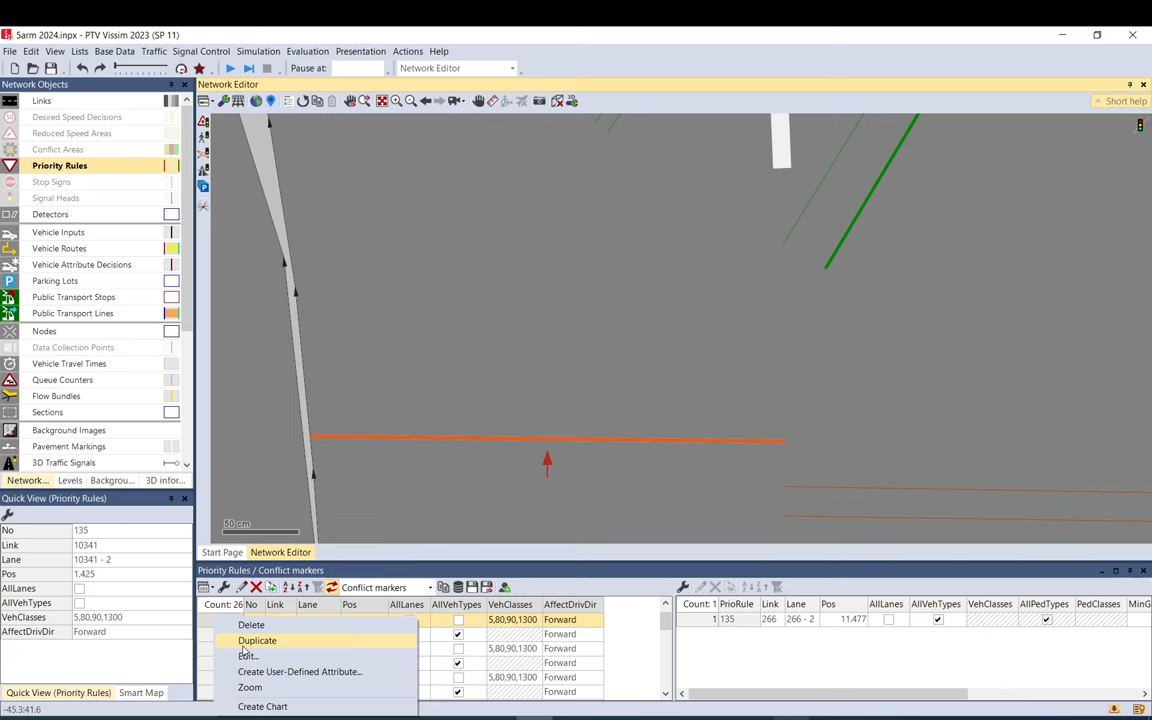 5arm 2024.inpx - PTV Vissim 2023 (SP 11)
File Edit View Lists Base Data Traffic Signal Control Simulation Evaluation Presentation Actions Help
Pause at: Network Editor
Network Objects
Links
Desired Speed Decisions
Reduced Speed Areas
Conflict Areas
Priority Rules
Stop Signs
Signal Heads
Detectors
Vehicle Inputs
Vehicle Routes
Vehicle Attribute Decisions
Parking Lots
Public Transport Stops
Public Transport Lines
Nodes
Data Collection Points
Vehicle Travel Times
Queue Counters
Flow Bundles
Sections
Background Images
Pavement Markings
3D Traffic Signals
Network... Levels Backgrou... 3D infor...
Quick View (Priority Rules)
No 135
Link 10341
Lane 10341 - 2
Pos 1.425
AllLanes
AllVehTypes
VehClasses 5,80,90,1300
AffectDrivDir Forward
Quick View (Priority Rules) Smart Map
-45.3:41.6
Network Editor
Short help
50 cm
Start Page Network Editor
Priority Rules / Conflict markers
Conflict markers
Count: 26 No Link Lane Pos AllLanes AllVehTypes VehClasses AffectDrivDir
5,80,90,1300 Forward
Forward
5,80,90,1300 Forward
Forward
5,80,90,1300 Forward
Forward
Delete
Duplicate
Edit...
Create User-Defined Attribute...
Zoom
Create Chart
Count: 1 PrioRule Link Lane Pos AllLanes AllVehTypes VehClasses AllPedTypes PedClasses MinG
1 135 266 266 - 2 11.477